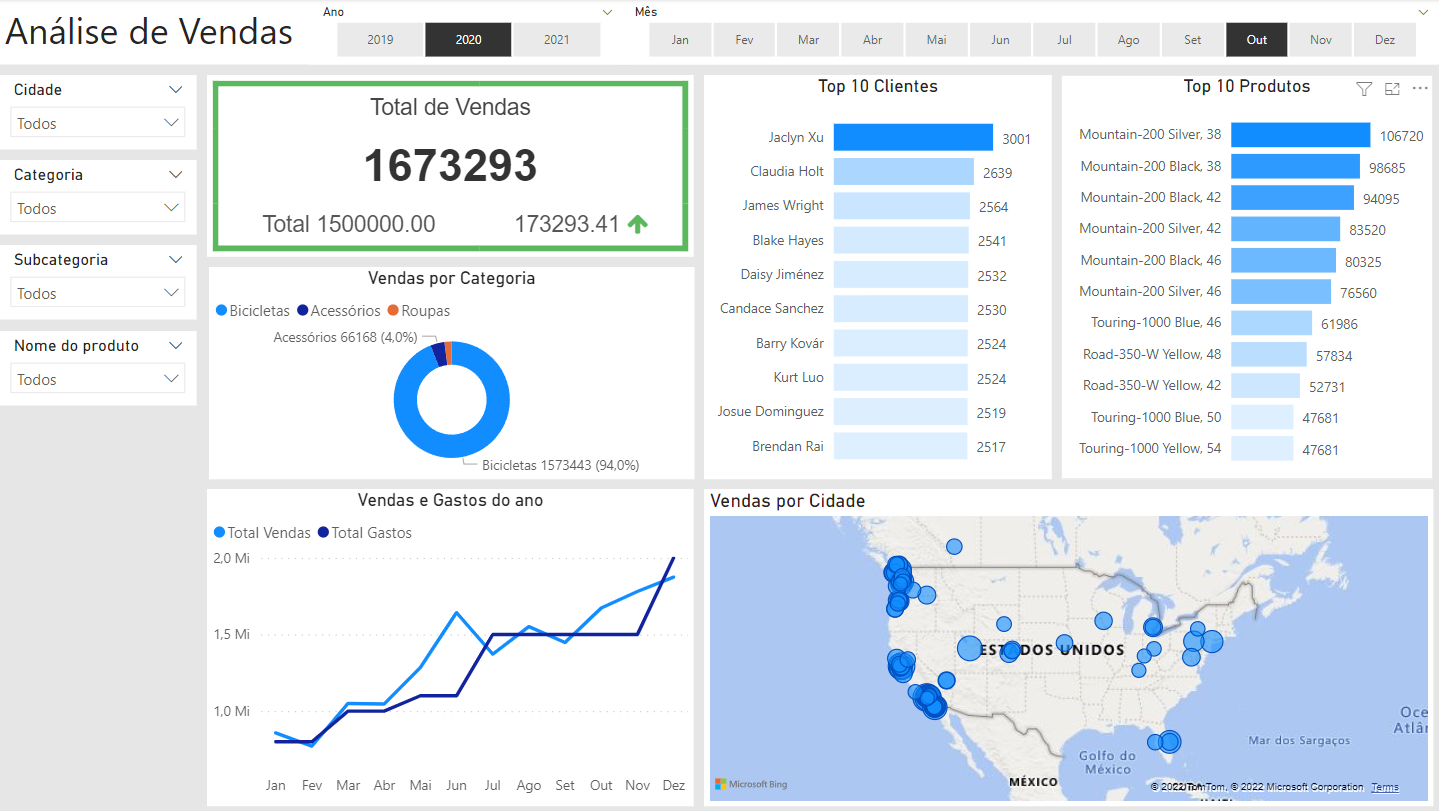 Análise de Vendas
Ano
2019 2020 2021
Mês
Jan Fev Mar Abr Mai Jun Jul Ago Set Out Nov Dez
Cidade
Todos
Categoria
Todos
Subcategoria
Todos
Nome do produto
Todos
Total de Vendas
1673293
Total 1500000.00 173293.41
Vendas por Categoria
Bicicletas Acessórios Roupas
Acessórios 66168 (4,0%)
Bicicletas 1573443 (94,0%)
Top 10 Clientes
Jaclyn Xu 3001
Claudia Holt 2639
James Wright 2564
Blake Hayes 2541
Daisy Jiménez 2532
Candace Sanchez 2530
Barry Kovár 2524
Kurt Luo 2524
Josue Dominguez 2519
Brendan Rai 2517
Top 10 Produtos
Mountain-200 Silver, 38 106720
Mountain-200 Black, 38 98685
Mountain-200 Black, 42 94095
Mountain-200 Silver, 42 83520
Mountain-200 Black, 46 80325
Mountain-200 Silver, 46 76560
Touring-1000 Blue, 46 61986
Road-350-W Yellow, 48 57834
Road-350-W Yellow, 42 52731
Touring-1000 Blue, 50 47681
Touring-1000 Yellow, 54 47681
Vendas e Gastos do ano
Total Vendas Total Gastos
2,0 Mi
1,5 Mi
1,0 Mi
Jan Fev Mar Abr Mai Jun Jul Ago Set Out Nov Dez
Vendas por Cidade
ESTADOS UNIDOS
Oce
Atlân
Mar dos Sargaços
Golfo do
México
MÉXICO
Microsoft Bing
© 2022 TomTom, © 2022 Microsoft Corporation Terms